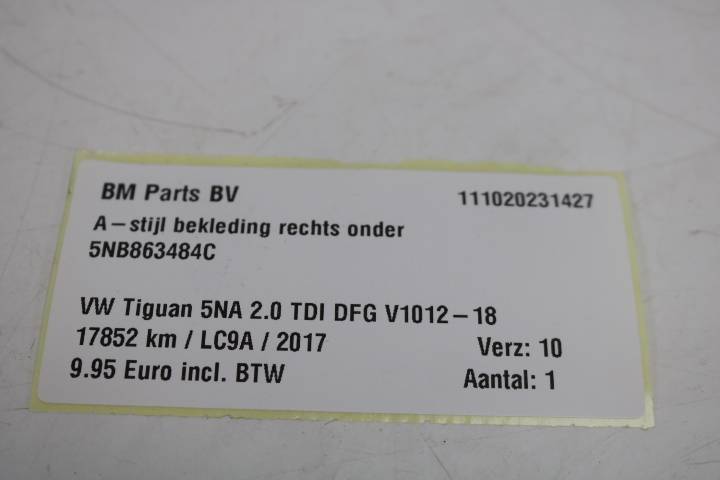 BM Parts BV 111020231427
A-stijl bekleding rechts onder
5NB863484C
VW Tiguan 5NA 2.0 TDI DFG V1012-18
17852 km / LC9A / 2017 Verz: 10
9.95 Euro incl. BTW Aantal: 1